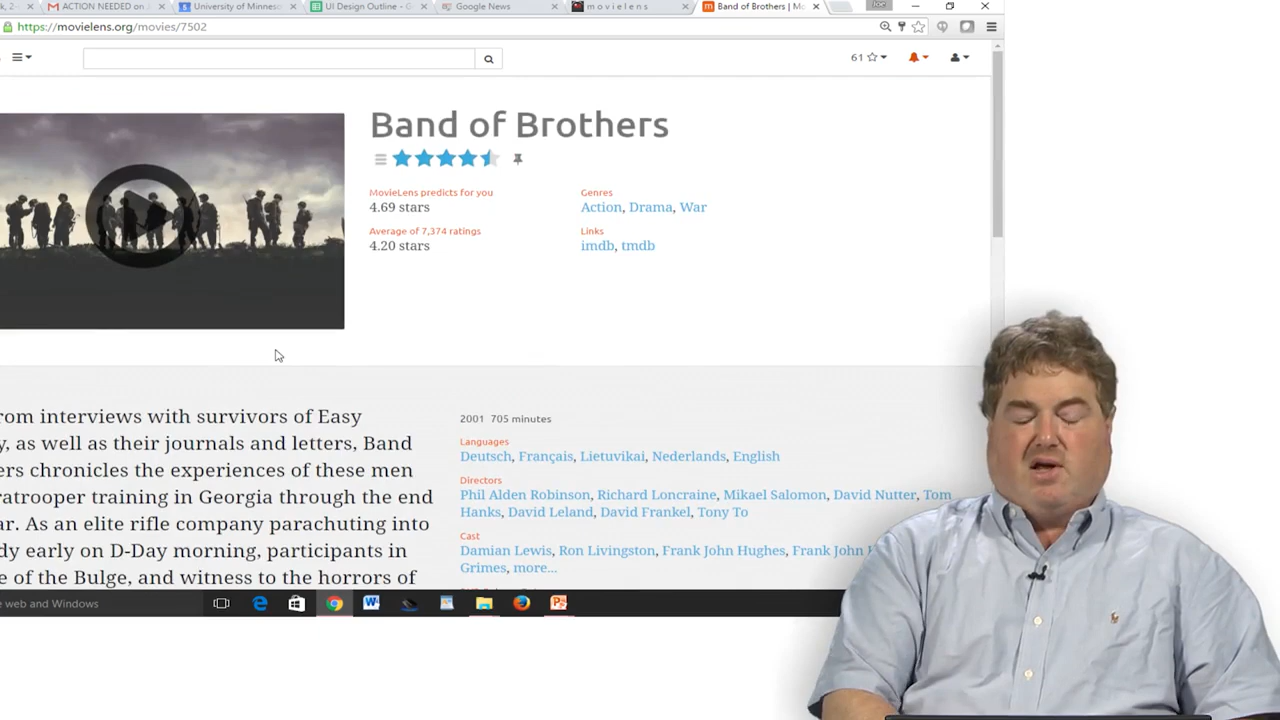 k, 2- ACTION NEEDED on University of Minneso UI Design Outline - G Google News movielens Band of Brothers | Mo Joe
https://movielens.org/movies/7502
61
Band of Brothers
MovieLens predicts for you
4.69 stars
Genres
Action, Drama, War
Average of 7,374 ratings
4.20 stars
Links
imdb, tmdb
rom interviews with survivors of Easy
y, as well as their journals and letters. Band
ers chronicles the experiences of these men
ratrooper training in Georgia through the end
ar. As an elite rifle company parachuting into
dy early on D-Day morning, participants in
e of the Bulge, and witness to the horrors of
2001 705 minutes
Languages
Deutsch, Français, Lietuvikai, Nederlands, English
Directors
Phil Alden Robinson, Richard Loncraine, Mikael Salomon, David Nutter, Tom
Hanks, David Leland, David Frankel, Tony To
Cast
Damian Lewis, Ron Livingston, Frank John Hughes, Frank John H
Grimes, more...
e web and Windows